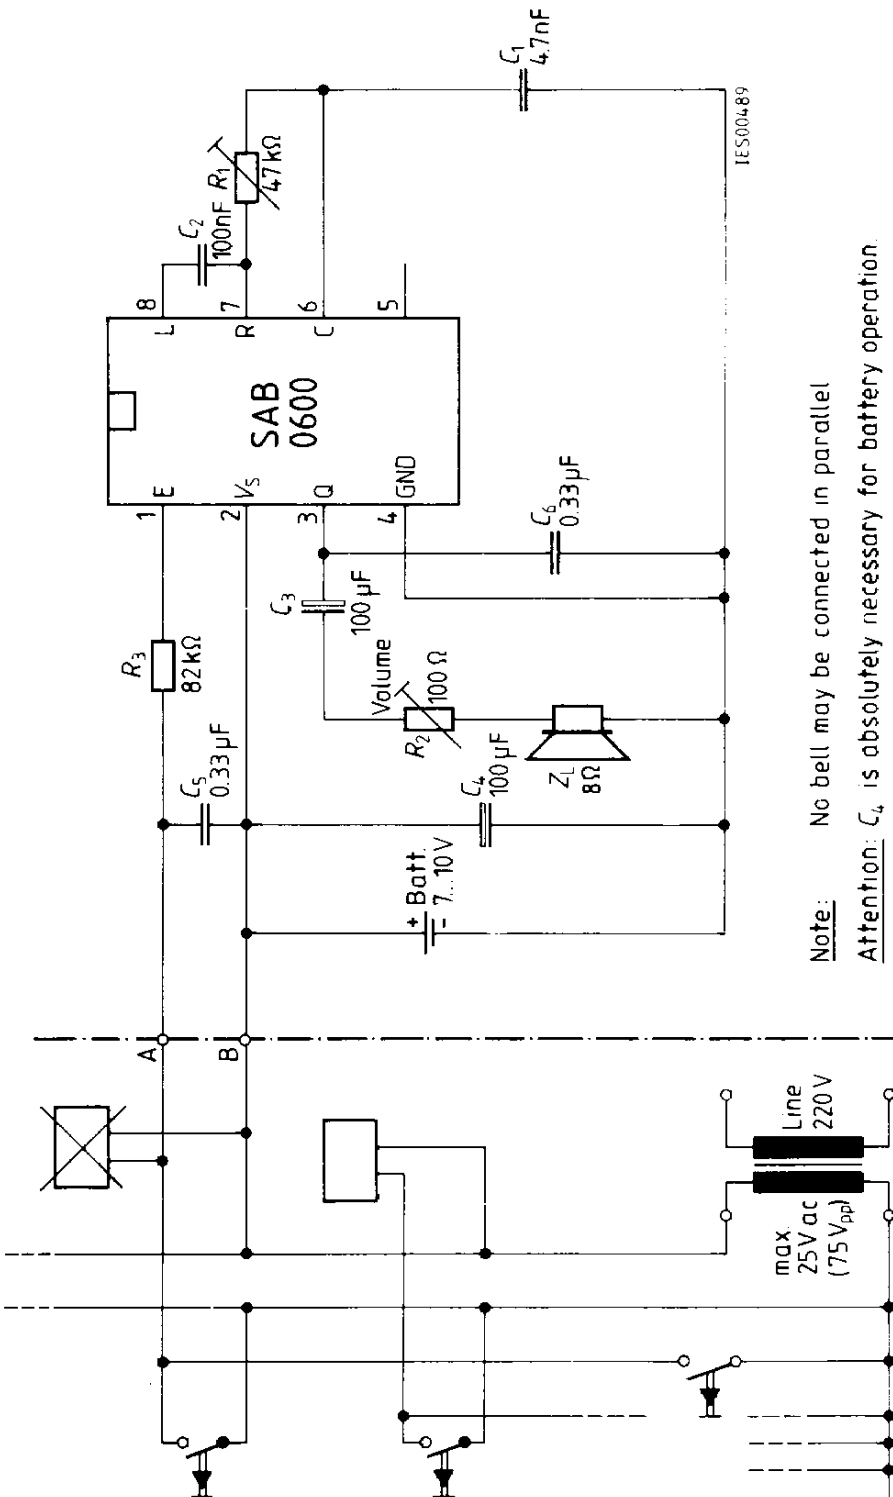 A
B
max.
25V ac
(75 Vpp)
Line
220V
C5
0.33µF
R3
82kΩ
1
E
2
VS
3
Q
4
GND
SAB
0600
8
L
7
R
6
C
5
C2
100nF
R1
47kΩ
C1
4.7nF
+ Batt.
- 7...10V
C4
100µF
Volume
R2
100Ω
ZL
8Ω
C3
100µF
C6
0.33µF
IES00489
Note: No bell may be connected in parallel
Attention: C4 is absolutely necessary for battery operation.